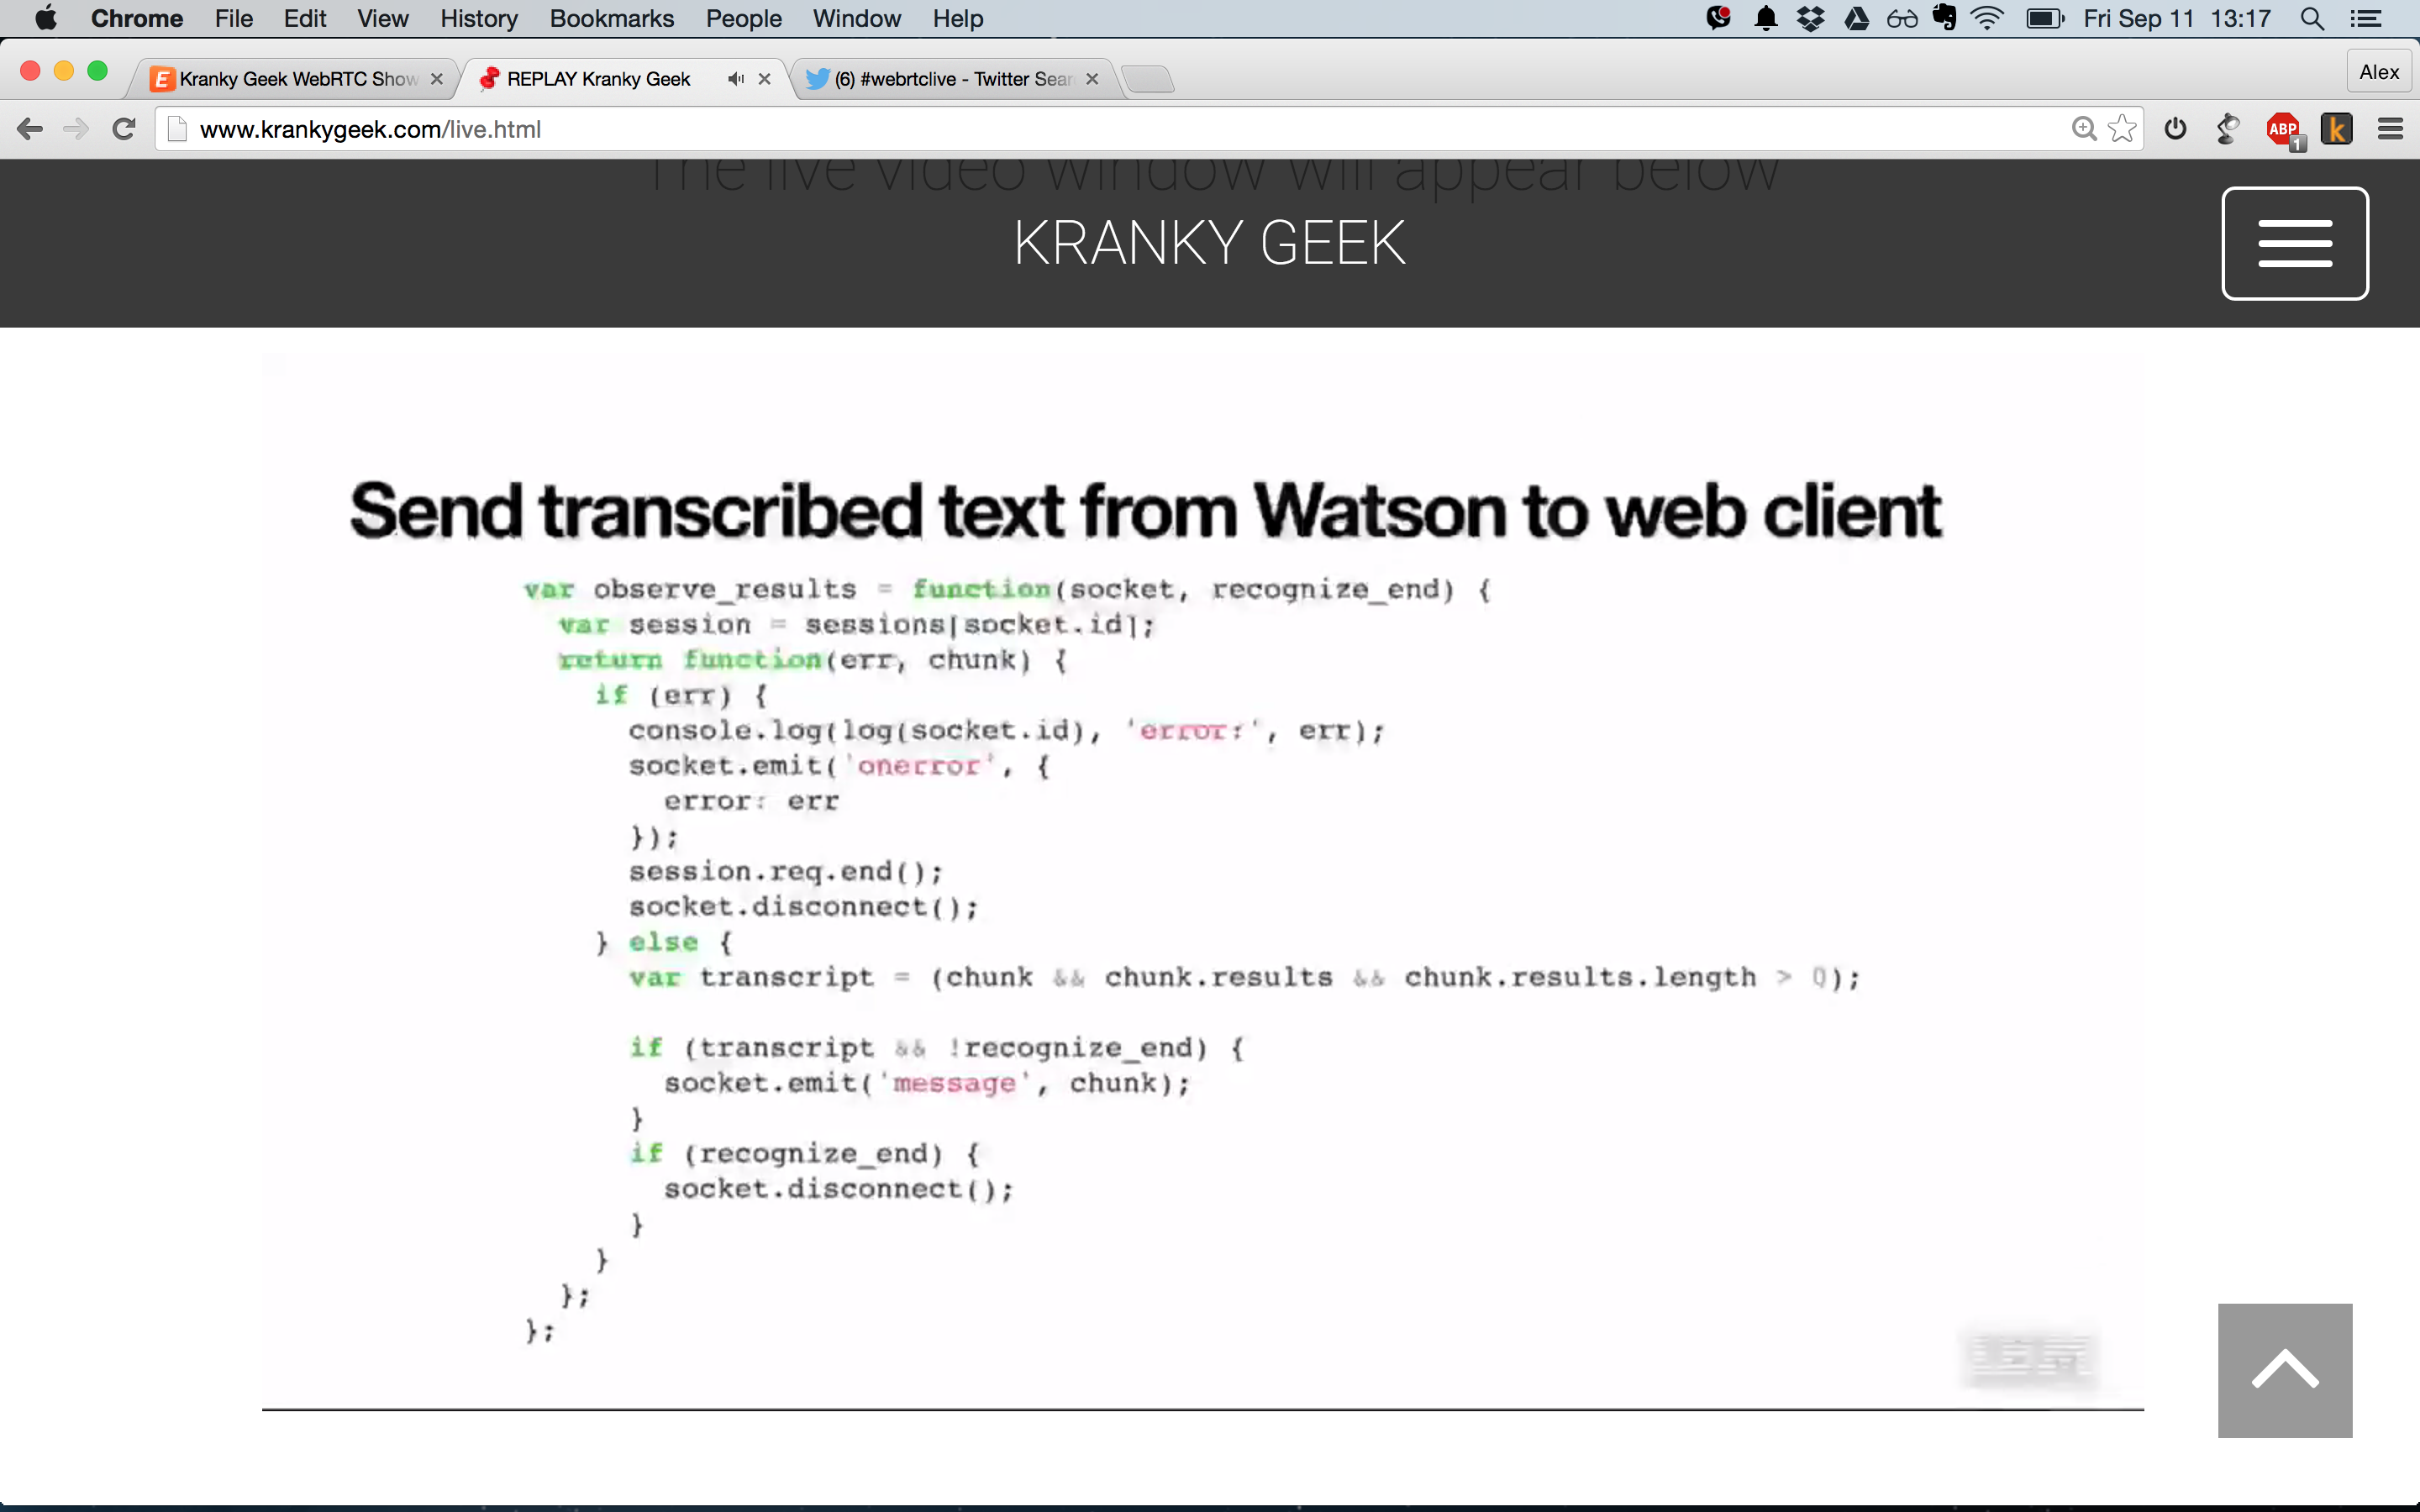 Chrome File Edit View History Bookmarks People Window Help Fri Sep 11 13:17
Kranky Geek WebRTC Show REPLAY Kranky Geek (6) #webrtclive - Twitter Sear Alex
www.krankygeek.com/live.html ABP 1 k
The live video window will appear below
KRANKY GEEK
Send transcribed text from Watson to web client
var observe_results = function(socket, recognize_end) {
var session = sessions[socket.id];
return function(err, chunk) {
if (err) {
console.log(log(socket.id), 'error:', err);
socket.emit('onerror', {
error: err
});
session.req.end();
socket.disconnect();
} else {
var transcript = (chunk && chunk.results && chunk.results.length > 0);
if (transcript && !recognize_end) {
socket.emit('message', chunk);
}
if (recognize_end) {
socket.disconnect();
}
}
};
};